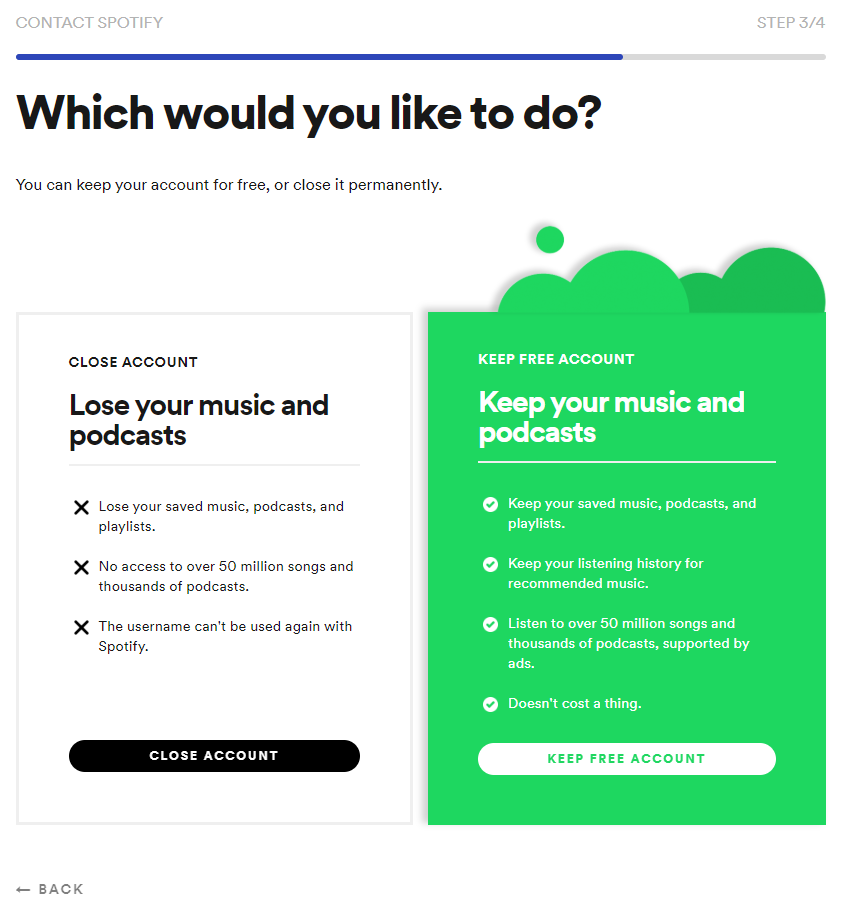 CONTACT SPOTIFY
STEP 3/4
Which would you like to do?
You can keep your account for free, or close it permanently.
CLOSE ACCOUNT
Lose your music and
podcasts
Lose your saved music, podcasts, and
playlists.
No access to over 50 million songs and
thousands of podcasts.
The username can't be used again with
Spotify.
CLOSE ACCOUNT
KEEP FREE ACCOUNT
Keep your music and
podcasts
Keep your saved music, podcasts, and
playlists.
Keep your listening history for
recommended music.
Listen to over 50 million songs and
thousands of podcasts, supported by
ads.
Doesn't cost a thing.
KEEP FREE ACCOUNT
← BACK